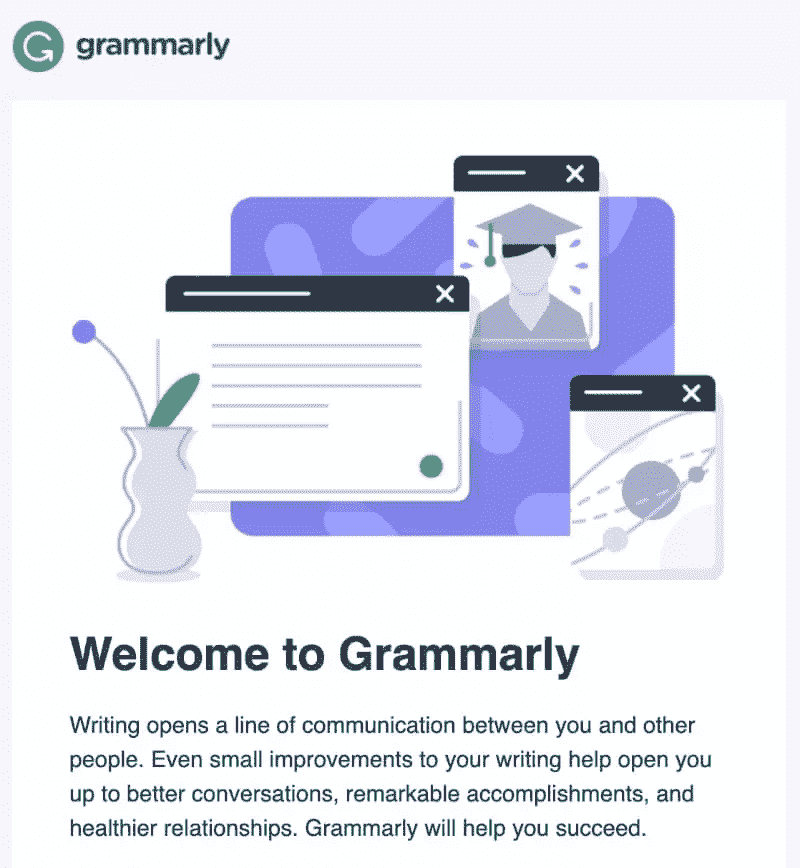 grammarly
Welcome to Grammarly
Writing opens a line of communication between you and other
people. Even small improvements to your writing help open you
up to better conversations, remarkable accomplishments, and
healthier relationships. Grammarly will help you succeed.